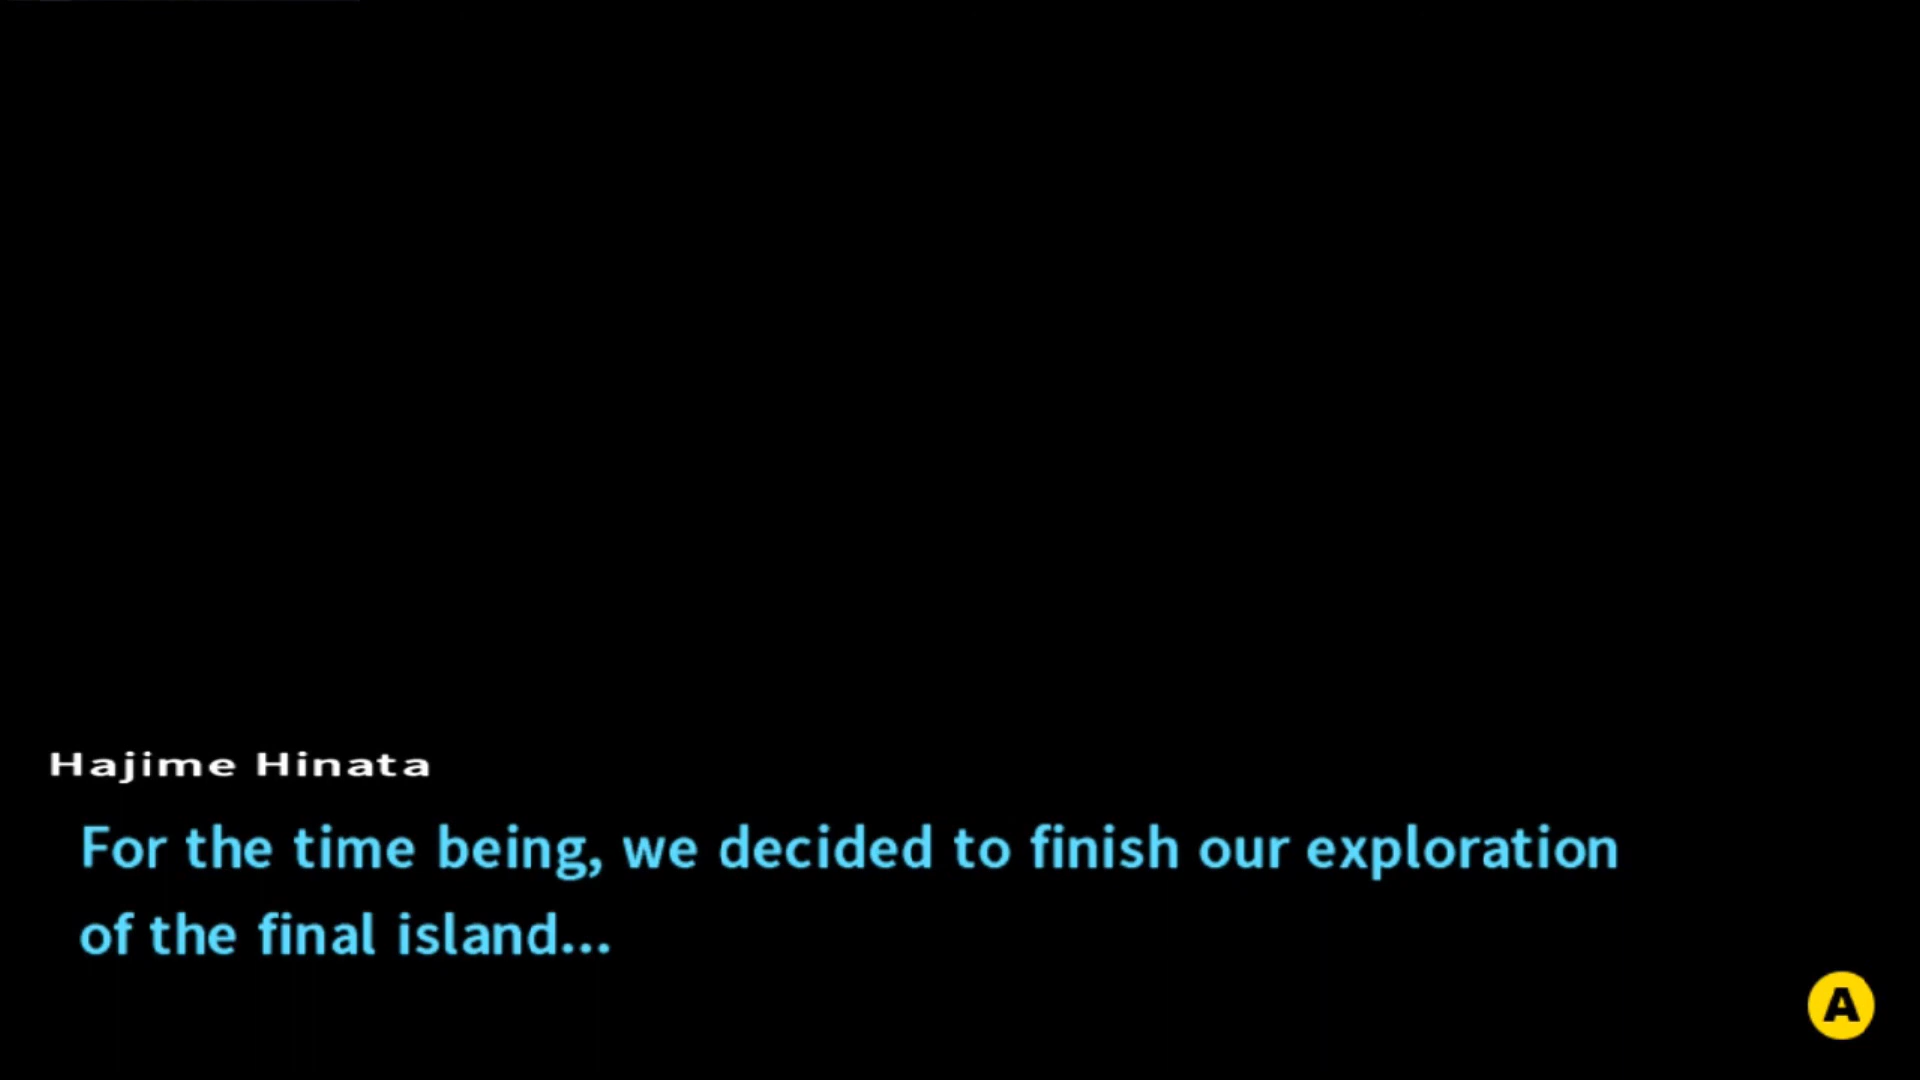 Hajime Hinata
For the time being, we decided to finish our exploration
of the final island...
A